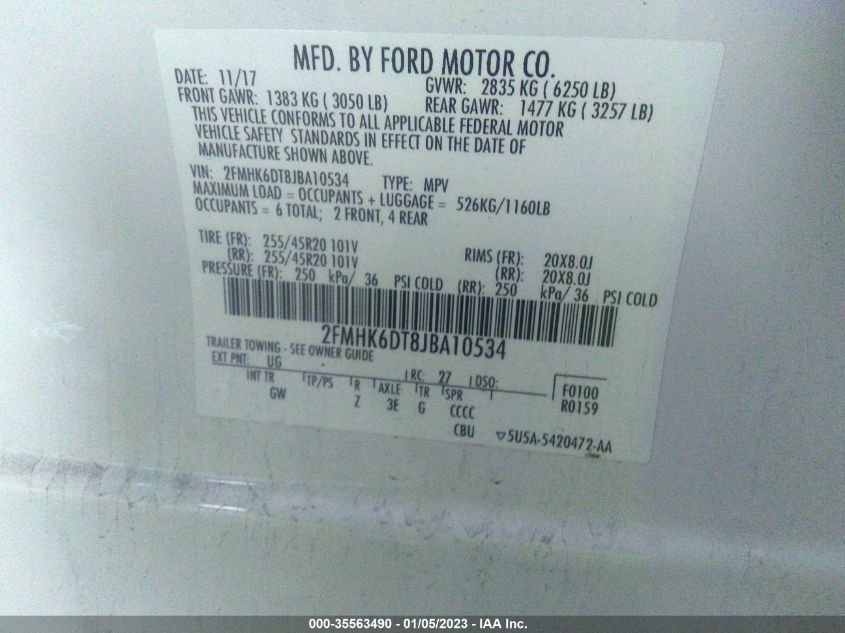 MFD. BY FORD MOTOR CO.
DATE: 11/17 GVWR: 2835 KG ( 6250 LB)
FRONT GAWR: 1383 KG ( 3050 LB) REAR GAWR: 1477 KG ( 3257 LB)
THIS VEHICLE CONFORMS TO ALL APPLICABLE FEDERAL MOTOR
VEHICLE SAFETY STANDARDS IN EFFECT ON THE DATE OF
MANUFACTURE SHOWN ABOVE.
VIN: 2FMHK6DT8JBA10534 TYPE: MPV
MAXIMUM LOAD = OCCUPANTS + LUGGAGE = 526KG/1160LB
OCCUPANTS = 6 TOTAL; 2 FRONT, 4 REAR
TIRE (FR): 255/45R20 101V RIMS (FR): 20X8.0J
(RR): 255/45R20 101V (RR): 20X8.0J
PRESSURE (FR): 250 kPa/ 36 PSI COLD (RR): 250 kPa/ 36 PSI COLD
2FMHK6DT8JBA10534
TRAILER TOWING - SEE OWNER GUIDE
EXT PNT: UG RC: 27 DSO: F0100
INT TR TP/PS R AXLE TR SPR R0159
GW Z 3E G CCCC
CBU ▽5U5A-5420472-AA
000-35563490 - 01/05/2023 - IAA Inc.